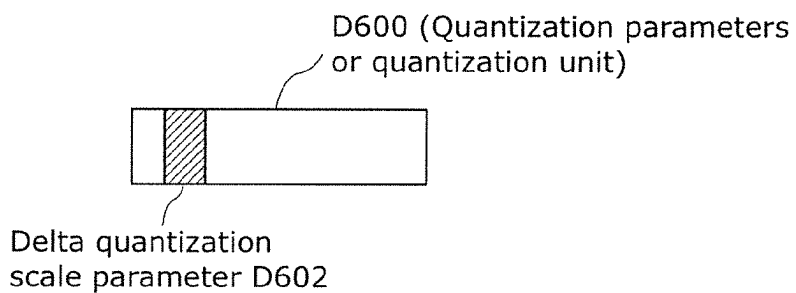 D600 (Quantization parameters
or quantization unit)
Delta quantization
scale parameter D602